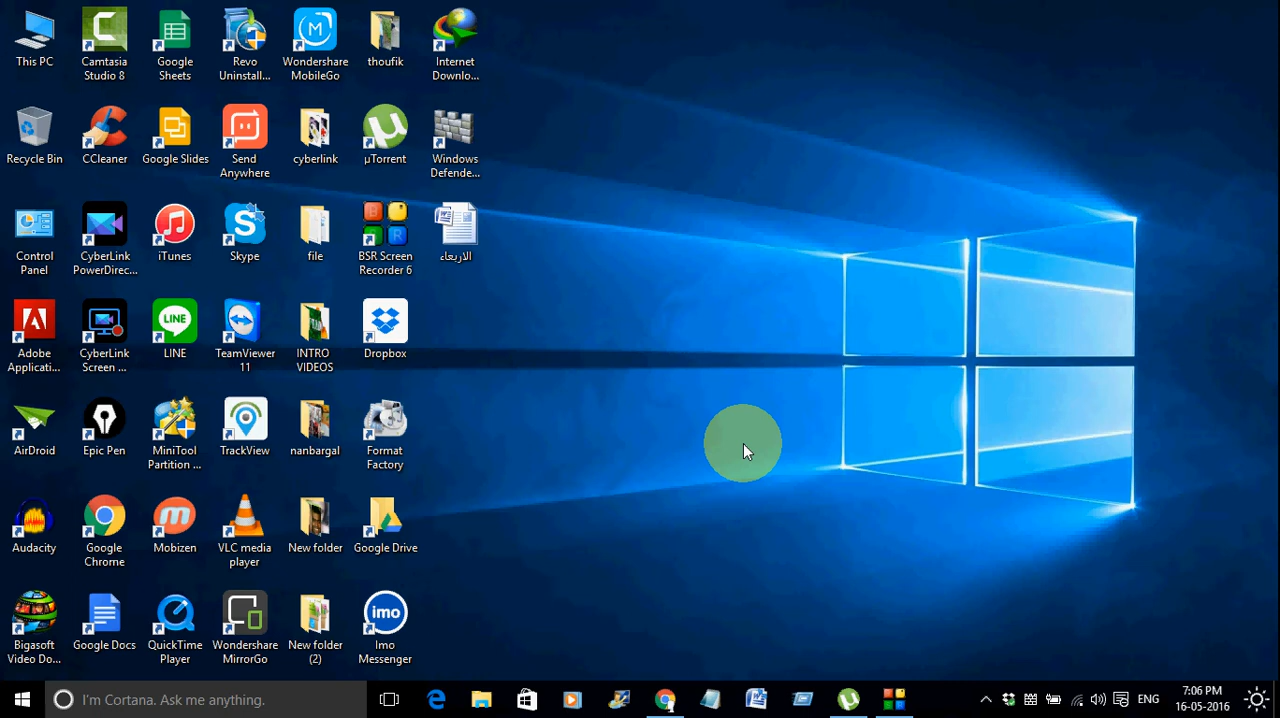 This PC
Camtasia
Studio 8
Google
Sheets
Revo
Uninstall...
Wondershare
MobileGo
thoufik
Internet
Downlo...
Recycle Bin
CCleaner
Google Slides
Send
Anywhere
cyberlink
µTorrent
Windows
Defende...
Control
Panel
CyberLink
PowerDirec...
iTunes
Skype
file
BSR Screen
Recorder 6
الاربعاء
Adobe
Applicati...
CyberLink
Screen ...
LINE
TeamViewer
11
INTRO
VIDEOS
Dropbox
AirDroid
Epic Pen
MiniTool
Partition ...
TrackView
nanbargal
Format
Factory
Audacity
Google
Chrome
Mobizen
VLC media
player
New folder
Google Drive
Bigasoft
Video Do...
Google Docs
QuickTime
Player
Wondershare
MirrorGo
New folder
(2)
imo
Imo
Messenger
I'm Cortana. Ask me anything.
ENG
7:06 PM
16-05-2016